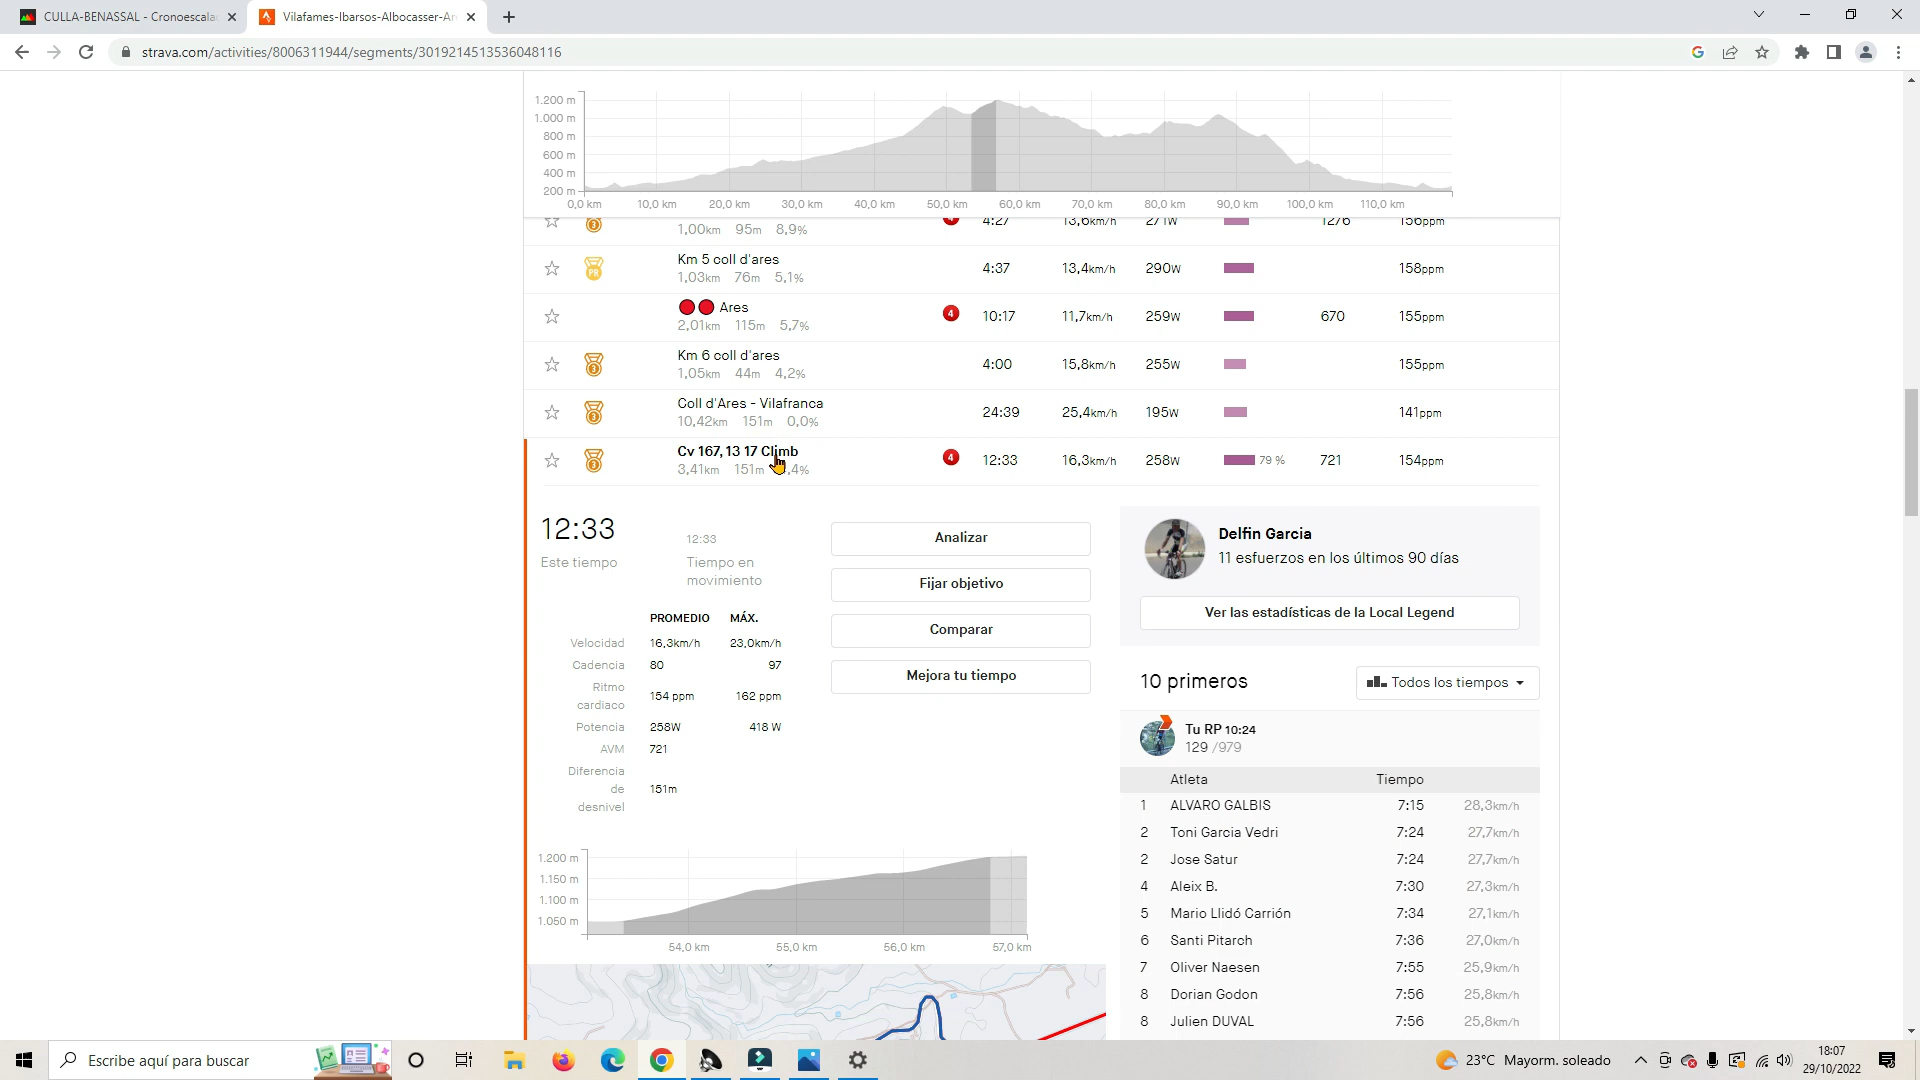 CULLA-BENASSAL - Cronoescala
Vilafames-Ibarsos-Albocasser-Ar
strava.com/activities/8006311944/segments/3019214513536048116
1.200 m
1.000 m
800 m
600 m
400 m
200 m
0,0 km 10,0 km 20,0 km 30,0 km 40,0 km 50,0 km 60,0 km 70,0 km 80,0 km 90,0 km 100,0 km 110,0 km
3 4 4:27 13,6km/h 271W 1276 156ppm
1,00km 95m 8,9%
Km 5 coll d'ares
PR 4:37 13,4km/h 290W 158ppm
1,03km 76m 5,1%
Ares
4 10:17 11,7km/h 259W 670 155ppm
2,01km 115m 5,7%
Km 6 coll d'ares
3 4:00 15,8km/h 255W 155ppm
1,05km 44m 4,2%
Coll d'Ares - Vilafranca
3 24:39 25,4km/h 195W 141ppm
10,42km 151m 0,0%
Cv 167, 13 17 Climb
3 4 12:33 16,3km/h 258W 79 % 721 154ppm
3,41km 151m ,4%
12:33
Este tiempo
12:33
Tiempo en
movimiento
PROMEDIO MÁX.
Velocidad 16,3km/h 23,0km/h
Cadencia 80 97
Ritmo
cardiaco 154 ppm 162 ppm
Potencia 258W 418 W
AVM 721
Diferencia
de 151m
desnivel
Analizar
Fijar objetivo
Comparar
Mejora tu tiempo
1.200 m
1.150 m
1.100 m
1.050 m
54,0 km 55,0 km 56,0 km 57,0 km
Delfin Garcia
11 esfuerzos en los últimos 90 días
Ver las estadísticas de la Local Legend
10 primeros
Todos los tiempos
Tu RP 10:24
129 /979
Atleta Tiempo
1 ALVARO GALBIS 7:15 28,3km/h
2 Toni Garcia Vedri 7:24 27,7km/h
2 Jose Satur 7:24 27,7km/h
4 Aleix B. 7:30 27,3km/h
5 Mario Llidó Carrión 7:34 27,1km/h
6 Santi Pitarch 7:36 27,0km/h
7 Oliver Naesen 7:55 25,9km/h
8 Dorian Godon 7:56 25,8km/h
8 Julien DUVAL 7:56 25,8km/h
Escribe aquí para buscar
23°C Mayorm. soleado
18:07
29/10/2022